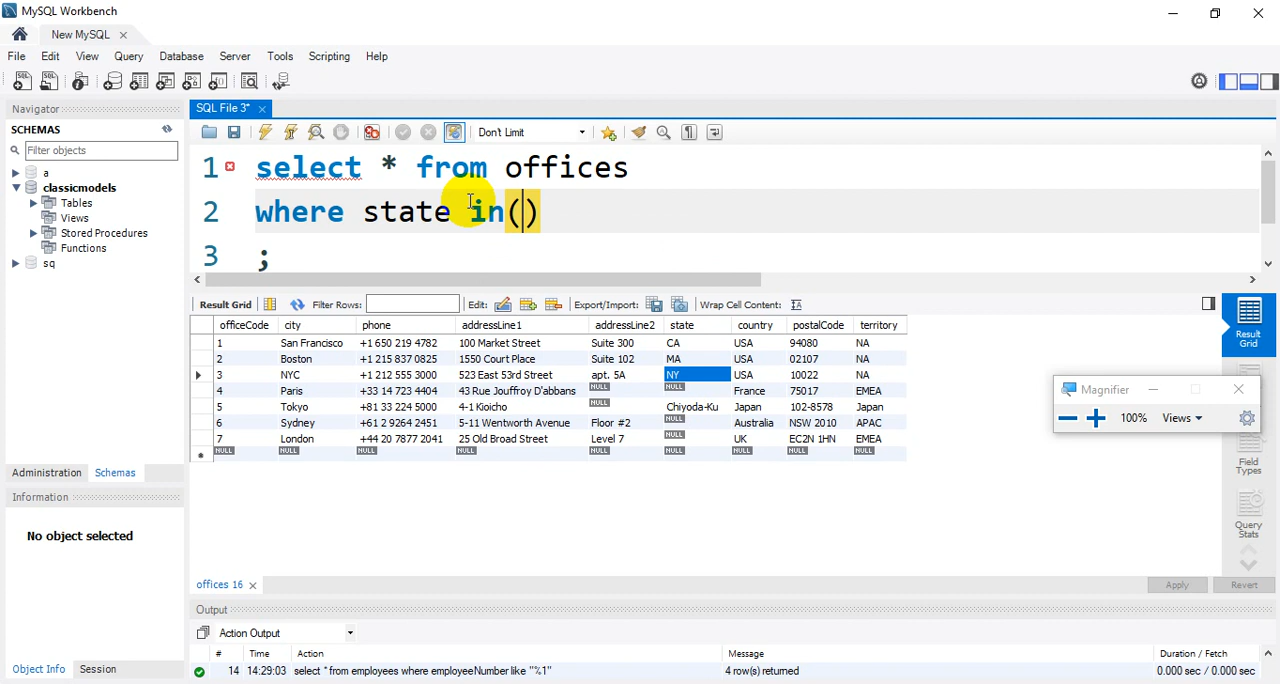 MySQL Workbench
New MySQL
File Edit View Query Database Server Tools Scripting Help
Navigator
SCHEMAS
Filter objects
a
classicmodels
Tables
Views
Stored Procedures
Functions
sq
Administration Schemas
Information
No object selected
Object Info Session
SQL File 3*
Don't Limit
1 select * from offices
2 where state in()
3 ;
Result Grid Filter Rows: Edit: Export/Import: Wrap Cell Content:
officeCode city phone addressLine1 addressLine2 state country postalCode territory
1 San Francisco +1 650 219 4782 100 Market Street Suite 300 CA USA 94080 NA
2 Boston +1 215 837 0825 1550 Court Place Suite 102 MA USA 02107 NA
3 NYC +1 212 555 3000 523 East 53rd Street apt. 5A NY USA 10022 NA
4 Paris +33 14 723 4404 43 Rue Jouffroy D'abbans NULL NULL France 75017 EMEA
5 Tokyo +81 33 224 5000 4-1 Kioicho NULL Chiyoda-Ku Japan 102-8578 Japan
6 Sydney +61 2 9264 2451 5-11 Wentworth Avenue Floor #2 NULL Australia NSW 2010 APAC
7 London +44 20 7877 2041 25 Old Broad Street Level 7 NULL UK EC2N 1HN EMEA
NULL NULL NULL NULL NULL NULL NULL NULL NULL
Result Grid
Field Types
Query Stats
Magnifier
100% Views
offices 16
Apply Revert
Output
Action Output
# Time Action Message Duration / Fetch
14 14:29:03 select * from employees where employeeNumber like "%1" 4 row(s) returned 0.000 sec / 0.000 sec